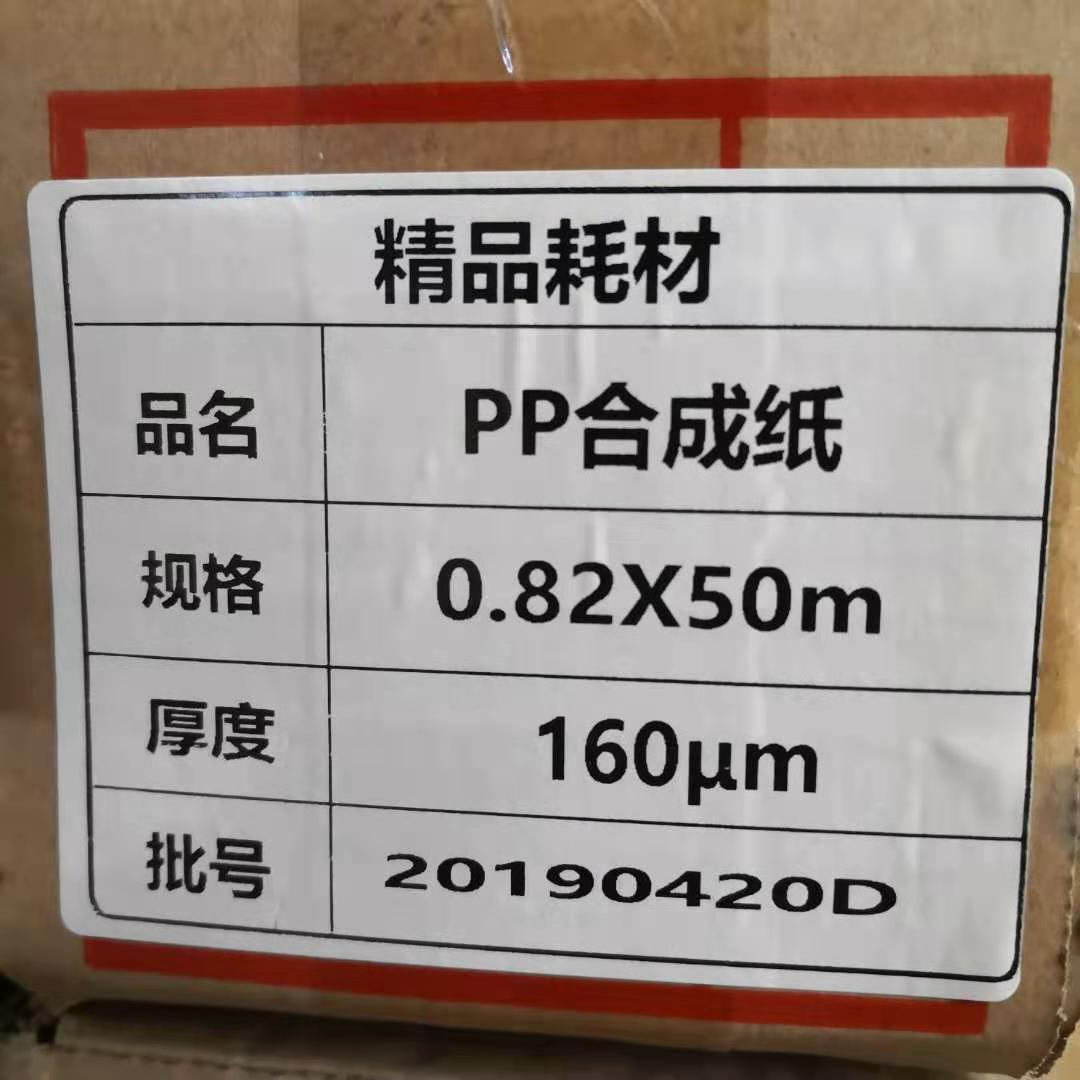 精品耗材
品名 PP合成纸
规格 0.82X50m
厚度 160μm
批号 20190420D